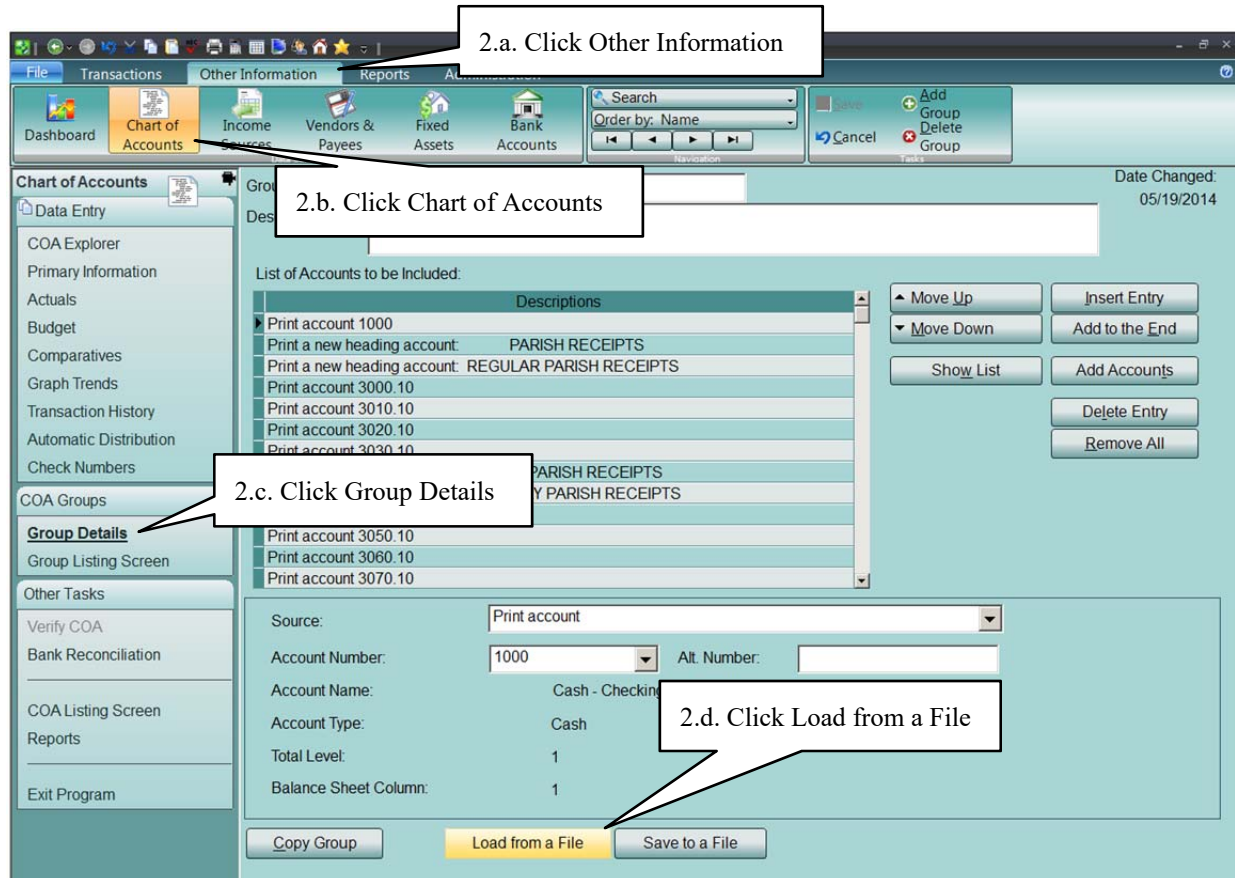 2.a. Click Other Information
File Transactions Other Information Reports
Dashboard
Chart of
Accounts
Income
Vendors &
Payees
Fixed
Assets
Bank
Accounts
Search
Order by: Name
Navigation
Save
Cancel
Add
Group
Delete
Group
Tasks
2.b. Click Chart of Accounts
Chart of Accounts
Data Entry
COA Explorer
Primary Information
Actuals
Budget
Comparatives
Graph Trends
Transaction History
Automatic Distribution
Check Numbers
COA Groups
Group Details
Group Listing Screen
Other Tasks
Verify COA
Bank Reconciliation
COA Listing Screen
Reports
Exit Program
Date Changed:
05/19/2014
List of Accounts to be Included:
Descriptions
Print account 1000
Print a new heading account: PARISH RECEIPTS
Print a new heading account: REGULAR PARISH RECEIPTS
Print account 3000.10
Print account 3010.10
Print account 3020.10
Print account 3030.10
PARISH RECEIPTS
Y PARISH RECEIPTS
2.c. Click Group Details
Print account 3050.10
Print account 3060.10
Print account 3070.10
Move Up
Insert Entry
Move Down
Add to the End
Show List
Add Accounts
Delete Entry
Remove All
Source: Print account
Account Number: 1000 Alt. Number:
Account Name: Cash - Checking
Account Type: Cash
Total Level: 1
Balance Sheet Column: 1
2.d. Click Load from a File
Copy Group
Load from a File
Save to a File